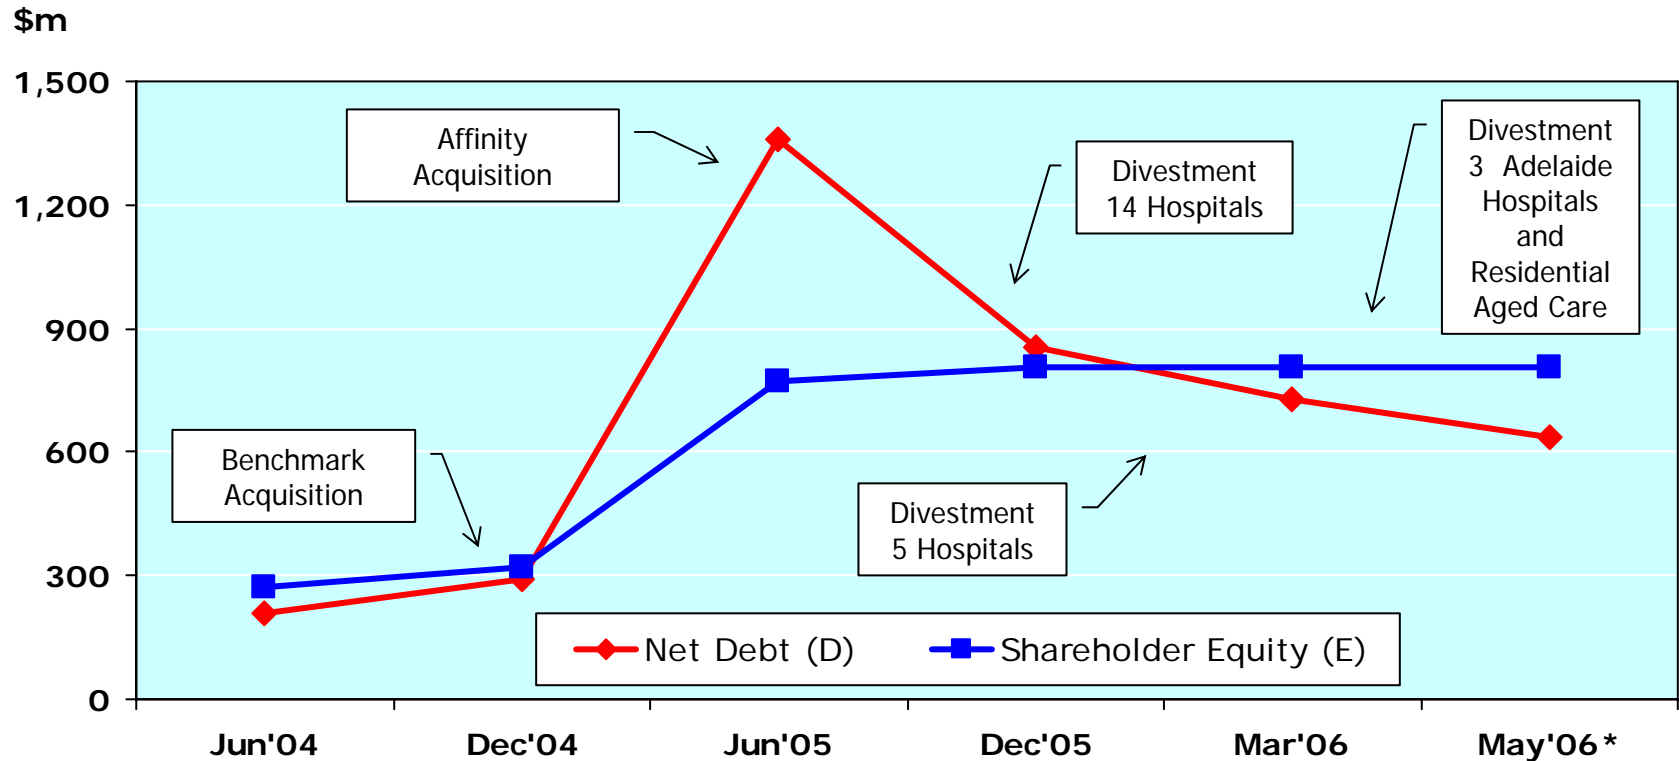 $m
1,500
1,200
900
600
300
0
Affinity
Acquisition
Divestment
14 Hospitals
Divestment
3 Adelaide
Hospitals
and
Residential
Aged Care
Benchmark
Acquisition
Divestment
5 Hospitals
Net Debt (D)
Shareholder Equity (E)
Jun'04
Dec'04
Jun'05
Dec'05
Mar'06
May'06*